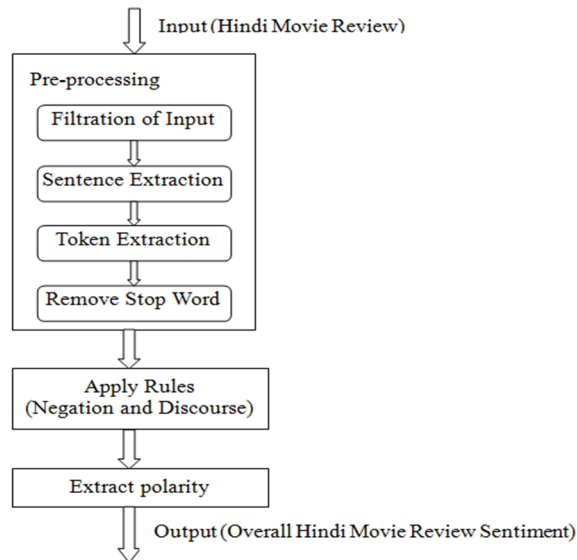 Input (Hindi Movie Review)
Pre-processing
Filtration of Input
Sentence Extraction
Token Extraction
Remove Stop Word
Apply Rules
(Negation and Discourse)
Extract polarity
Output (Overall Hindi Movie Review Sentiment)